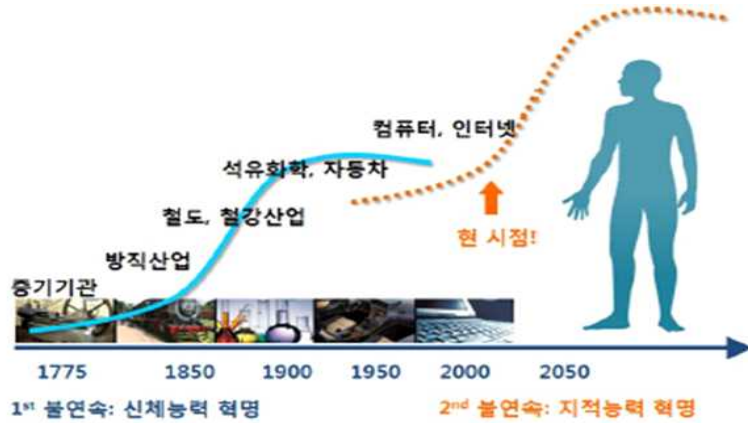 컴퓨터, 인터넷
석유화학, 자동차
철도, 철강산업
현 시점!
방직산업
증기기관
1775 1850 1900 1950 2000 2050
1st 불연속: 신체능력 혁명
2nd 불연속: 지적능력 혁명